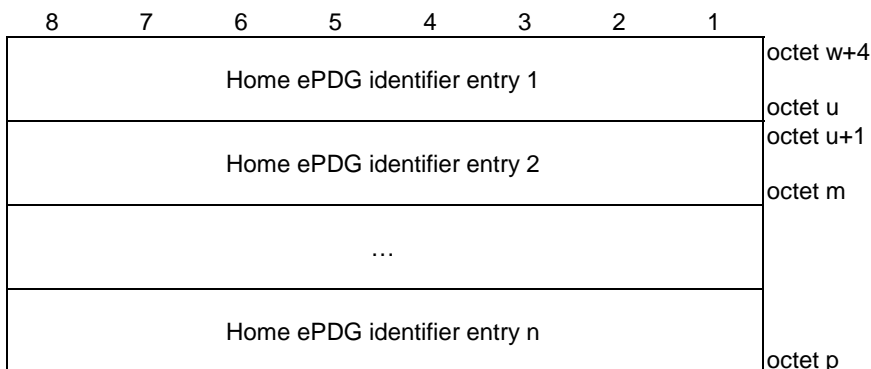 8 7 6 5 4 3 2 1
octet w+4
Home ePDG identifier entry 1
octet u
octet u+1
Home ePDG identifier entry 2
octet m
…
Home ePDG identifier entry n
octet p